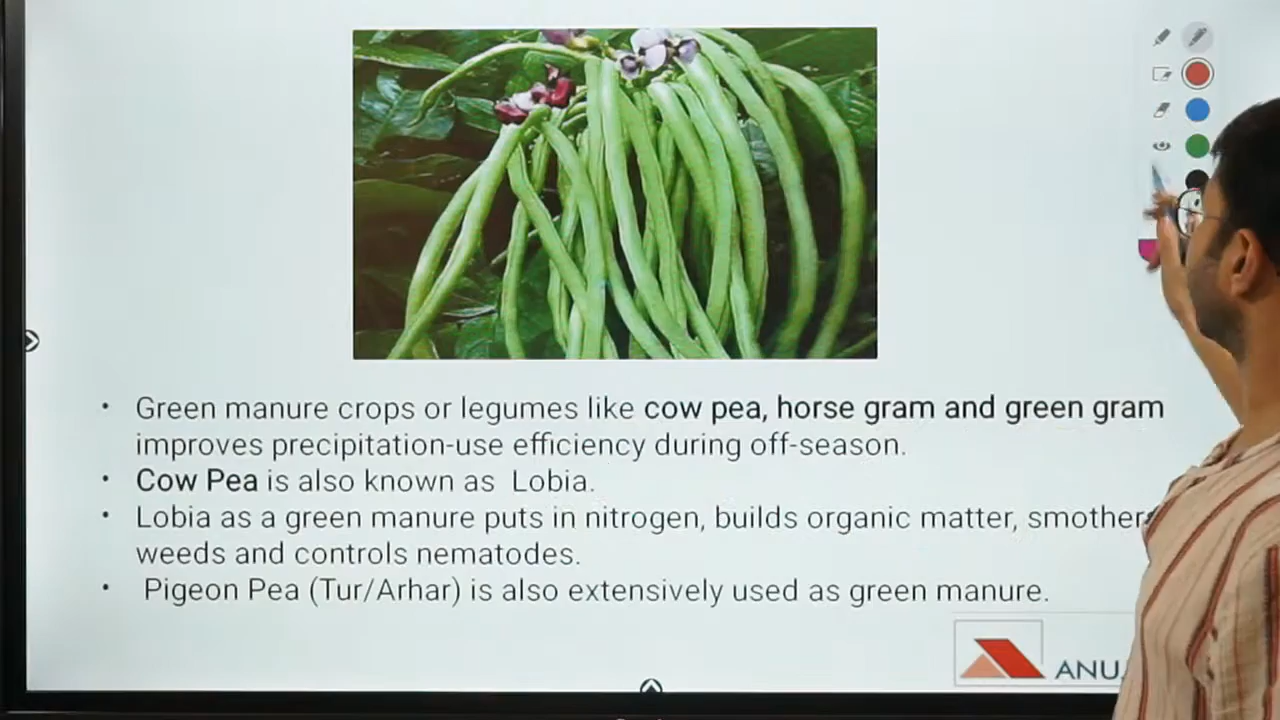 • Green manure crops or legumes like cow pea, horse gram and green gram
improves precipitation-use efficiency during off-season.
• Cow Pea is also known as Lobia.
• Lobia as a green manure puts in nitrogen, builds organic matter, smothers
weeds and controls nematodes.
• Pigeon Pea (Tur/Arhar) is also extensively used as green manure.